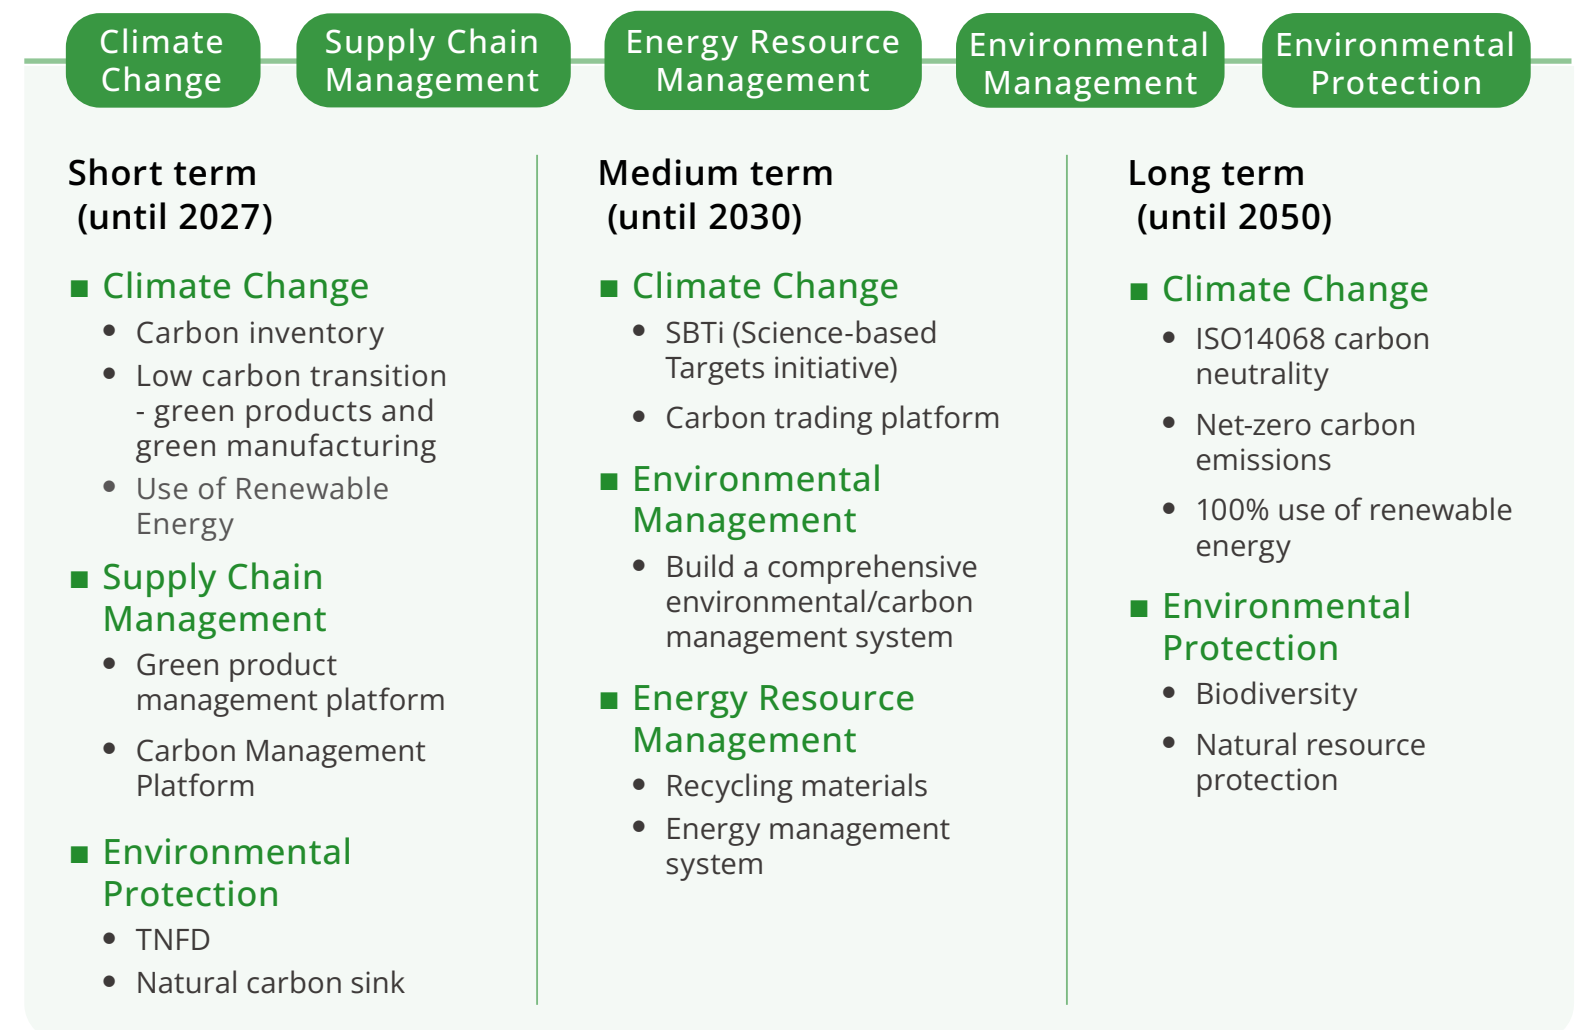 Climate
Change
Supply Chain
Management
Energy Resource
Management
Environmental
Management
Environmental
Protection
Short term
(until 2027)
■ Climate Change
• Carbon inventory
• Low carbon transition
- green products and
green manufacturing
• Use of Renewable
Energy
■ Supply Chain
Management
• Green product
management platform
• Carbon Management
Platform
■ Environmental
Protection
• TNFD
• Natural carbon sink
Medium term
(until 2030)
■ Climate Change
• SBTi (Science-based
Targets initiative)
• Carbon trading platform
■ Environmental
Management
• Build a comprehensive
environmental/carbon
management system
■ Energy Resource
Management
• Recycling materials
• Energy management
system
Long term
(until 2050)
■ Climate Change
• ISO14068 carbon
neutrality
• Net-zero carbon
emissions
• 100% use of renewable
energy
■ Environmental
Protection
• Biodiversity
• Natural resource
protection